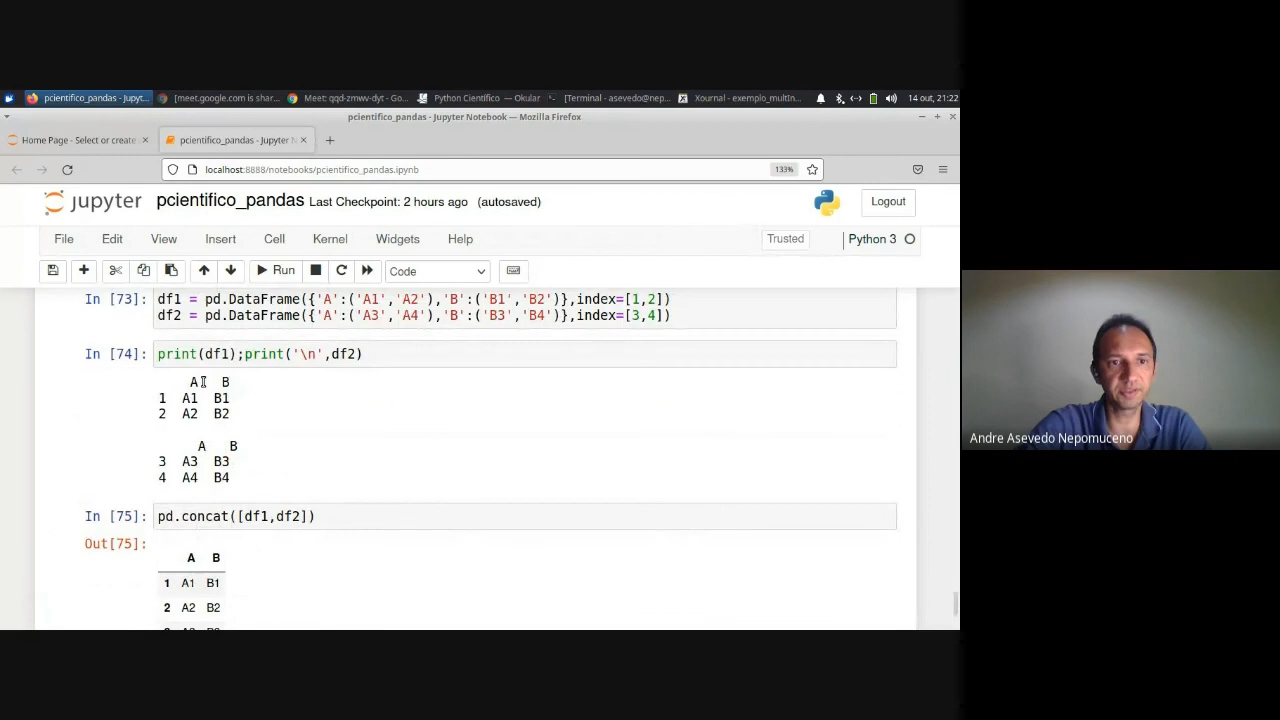 pcientifico_pandas - Jupyt...
[meet.google.com is shar...
Meet: qqd-zmwv-dyt - Go...
Python Científico — Okular
[Terminal - asevedo@nep...
Xournal - exemplo_multIn...
14 out, 21:22
pcientifico_pandas - Jupyter Notebook — Mozilla Firefox
Home Page - Select or create
pcientifico_pandas - Jupyter N
localhost:8888/notebooks/pcientifico_pandas.ipynb
133%
jupyter pcientifico_pandas Last Checkpoint: 2 hours ago (autosaved)
Logout
File Edit View Insert Cell Kernel Widgets Help
Trusted
Python 3
Run
Code
In [73]: df1 = pd.DataFrame({'A':('A1','A2'),'B':('B1','B2')},index=[1,2])
df2 = pd.DataFrame({'A':('A3','A4'),'B':('B3','B4')},index=[3,4])
In [74]: print(df1);print('\n',df2)
A B
1 A1 B1
2 A2 B2
A B
3 A3 B3
4 A4 B4
In [75]: pd.concat([df1,df2])
Out[75]:
A B
1 A1 B1
2 A2 B2
Andre Asevedo Nepomuceno